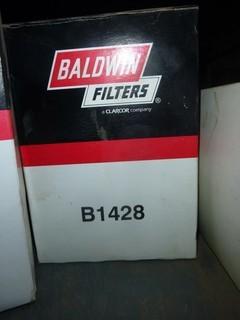 BALDWIN
FILTERS®
a CLARCOR company
B1428